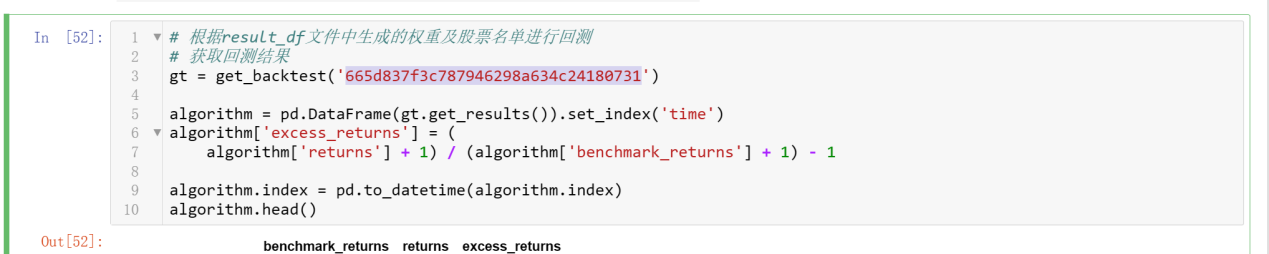 In [52]:
1 # 根据result_df文件中生成的权重及股票名单进行回测
2 # 获取回测结果
3 gt = get_backtest('665d837f3c787946298a634c24180731')
4
5 algorithm = pd.DataFrame(gt.get_results()).set_index('time')
6 algorithm['excess_returns'] = (
7     algorithm['returns'] + 1) / (algorithm['benchmark_returns'] + 1) - 1
8
9 algorithm.index = pd.to_datetime(algorithm.index)
10 algorithm.head()
Out[52]:
benchmark_returns returns excess_returns